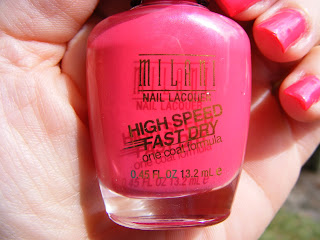 MILANI
NAIL LACQUER
HIGH SPEED
FAST DRY
one coat formula
0.45 FL OZ 13.2 mL e